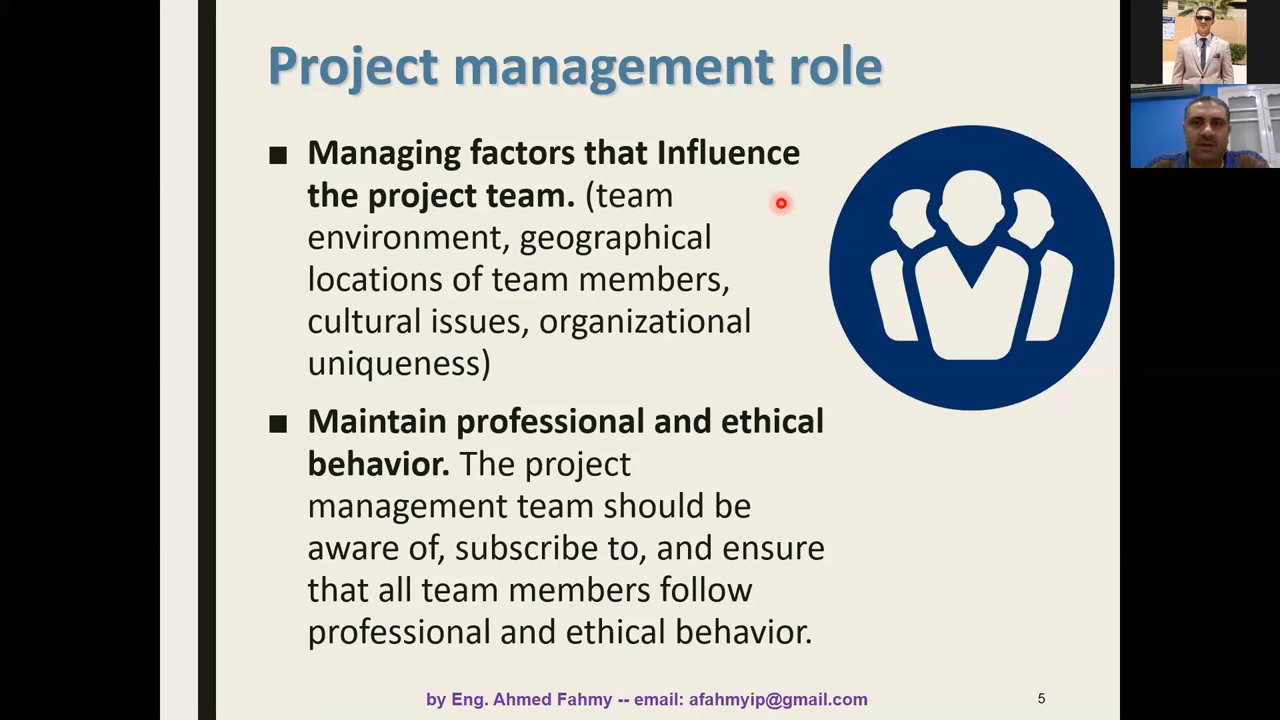 Project management role
■ Managing factors that Influence
the project team. (team
environment, geographical
locations of team members,
cultural issues, organizational
uniqueness)
■ Maintain professional and ethical
behavior. The project
management team should be
aware of, subscribe to, and ensure
that all team members follow
professional and ethical behavior.
by Eng. Ahmed Fahmy -- email: afahmyip@gmail.com
5